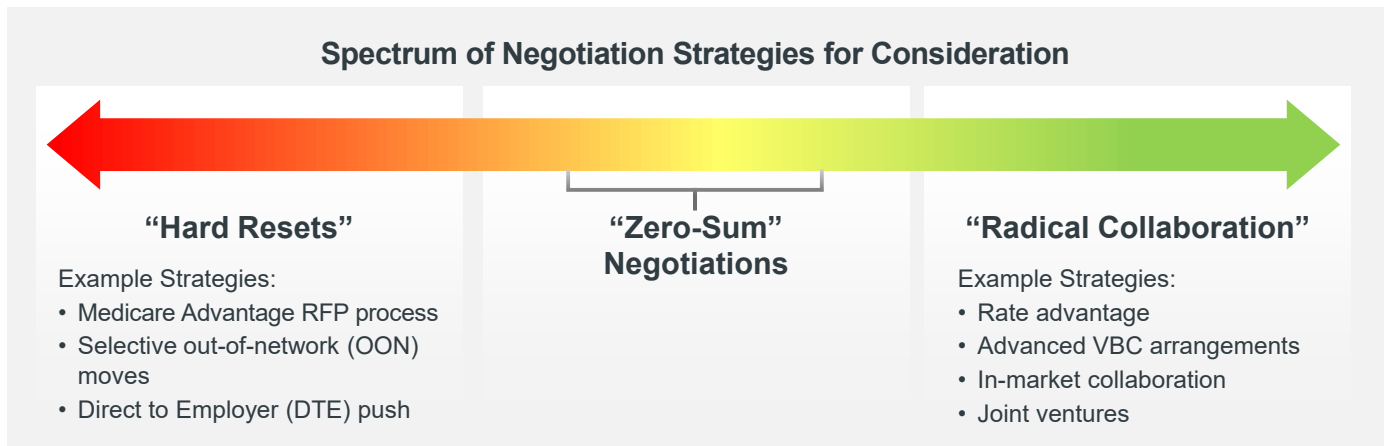 Spectrum of Negotiation Strategies for Consideration
“Hard Resets”
Example Strategies:
• Medicare Advantage RFP process
• Selective out-of-network (OON)
moves
• Direct to Employer (DTE) push
“Zero-Sum”
Negotiations
“Radical Collaboration”
Example Strategies:
• Rate advantage
• Advanced VBC arrangements
• In-market collaboration
• Joint ventures